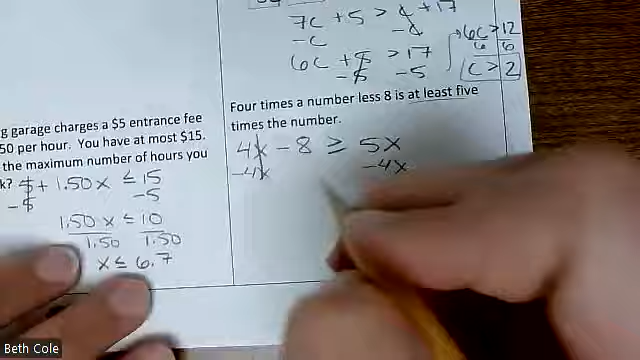 7c + 5 > c + 17
-c -c
6c + 5 > 17
-5 -5
6c > 12
6 6
c > 2
g garage charges a $5 entrance fee
50 per hour. You have at most $15.
the maximum number of hours you
k?
5 + 1.50x ≤ 15
-5 -5
1.50x ≤ 10
1.50 1.50
x ≤ 6.7
Four times a number less 8 is at least five
times the number.
4x - 8 ≥ 5x
-4x -4x
Beth Cole